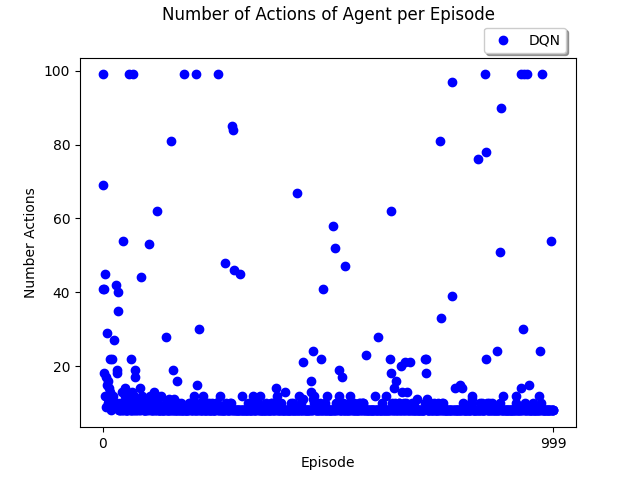 Number of Actions of Agent per Episode
DQN
100
80
60
40
20
Number Actions
0
999
Episode